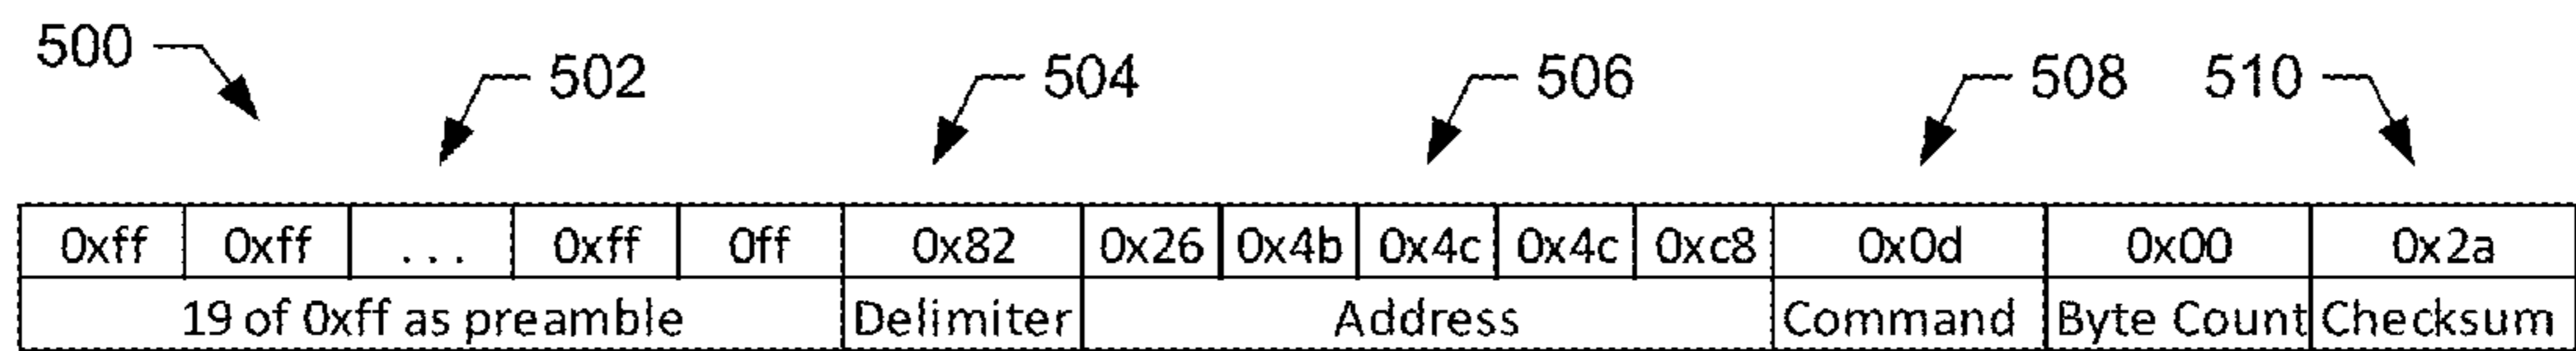 500 502 504 506 508 510
0xff 0xff ... 0xff 0ff 0x82 0x26 0x4b 0x4c 0x4c 0xc8 0x0d 0x00 0x2a
19 of 0xff as preamble Delimiter Address Command Byte Count Checksum